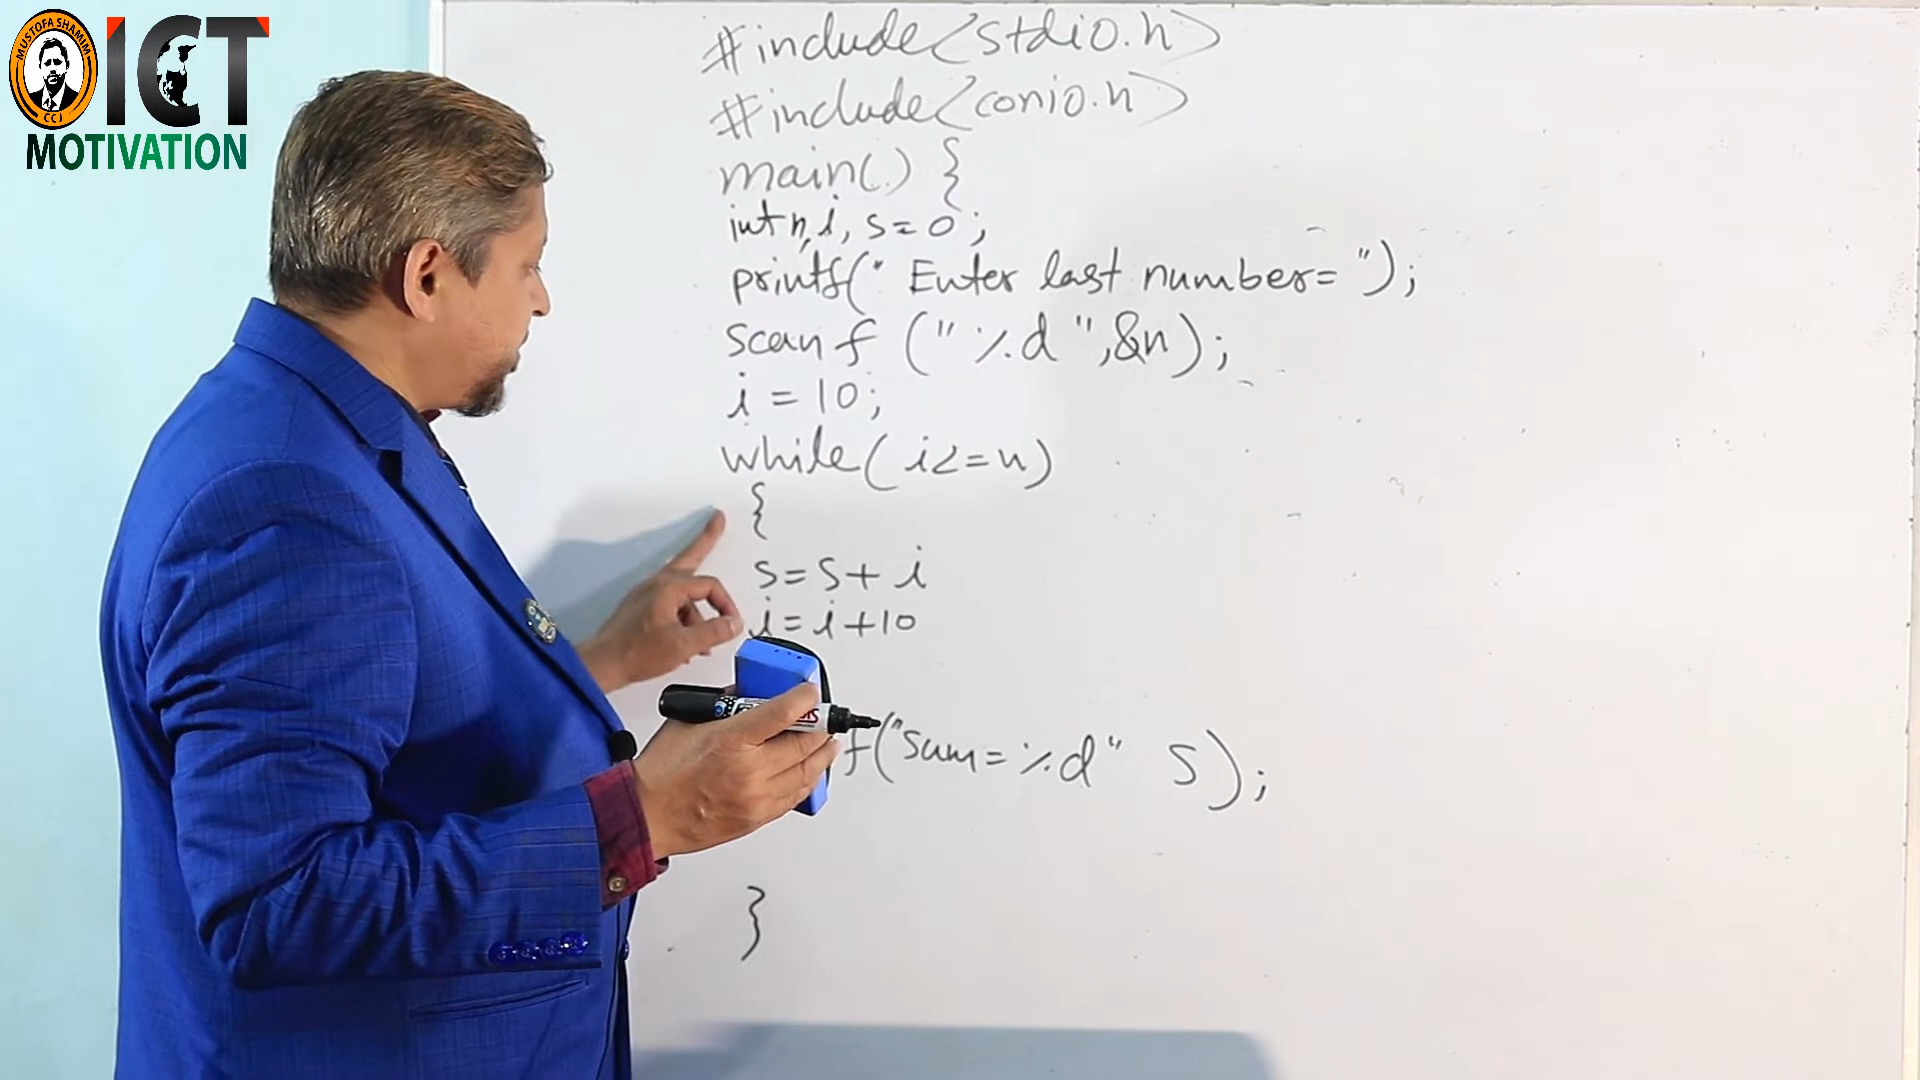 MUSTOFA SHAMIM
CCJ
ICT
MOTIVATION
#include<stdio.h>
#include<conio.h>
main() {
int n, i, s=0;
printf(" Enter last number= ");
scanf ("%d ",&n);
i = 10;
while( i<=n)
{
s=s+ i
i=i+10
f("sum=%d" S);
}